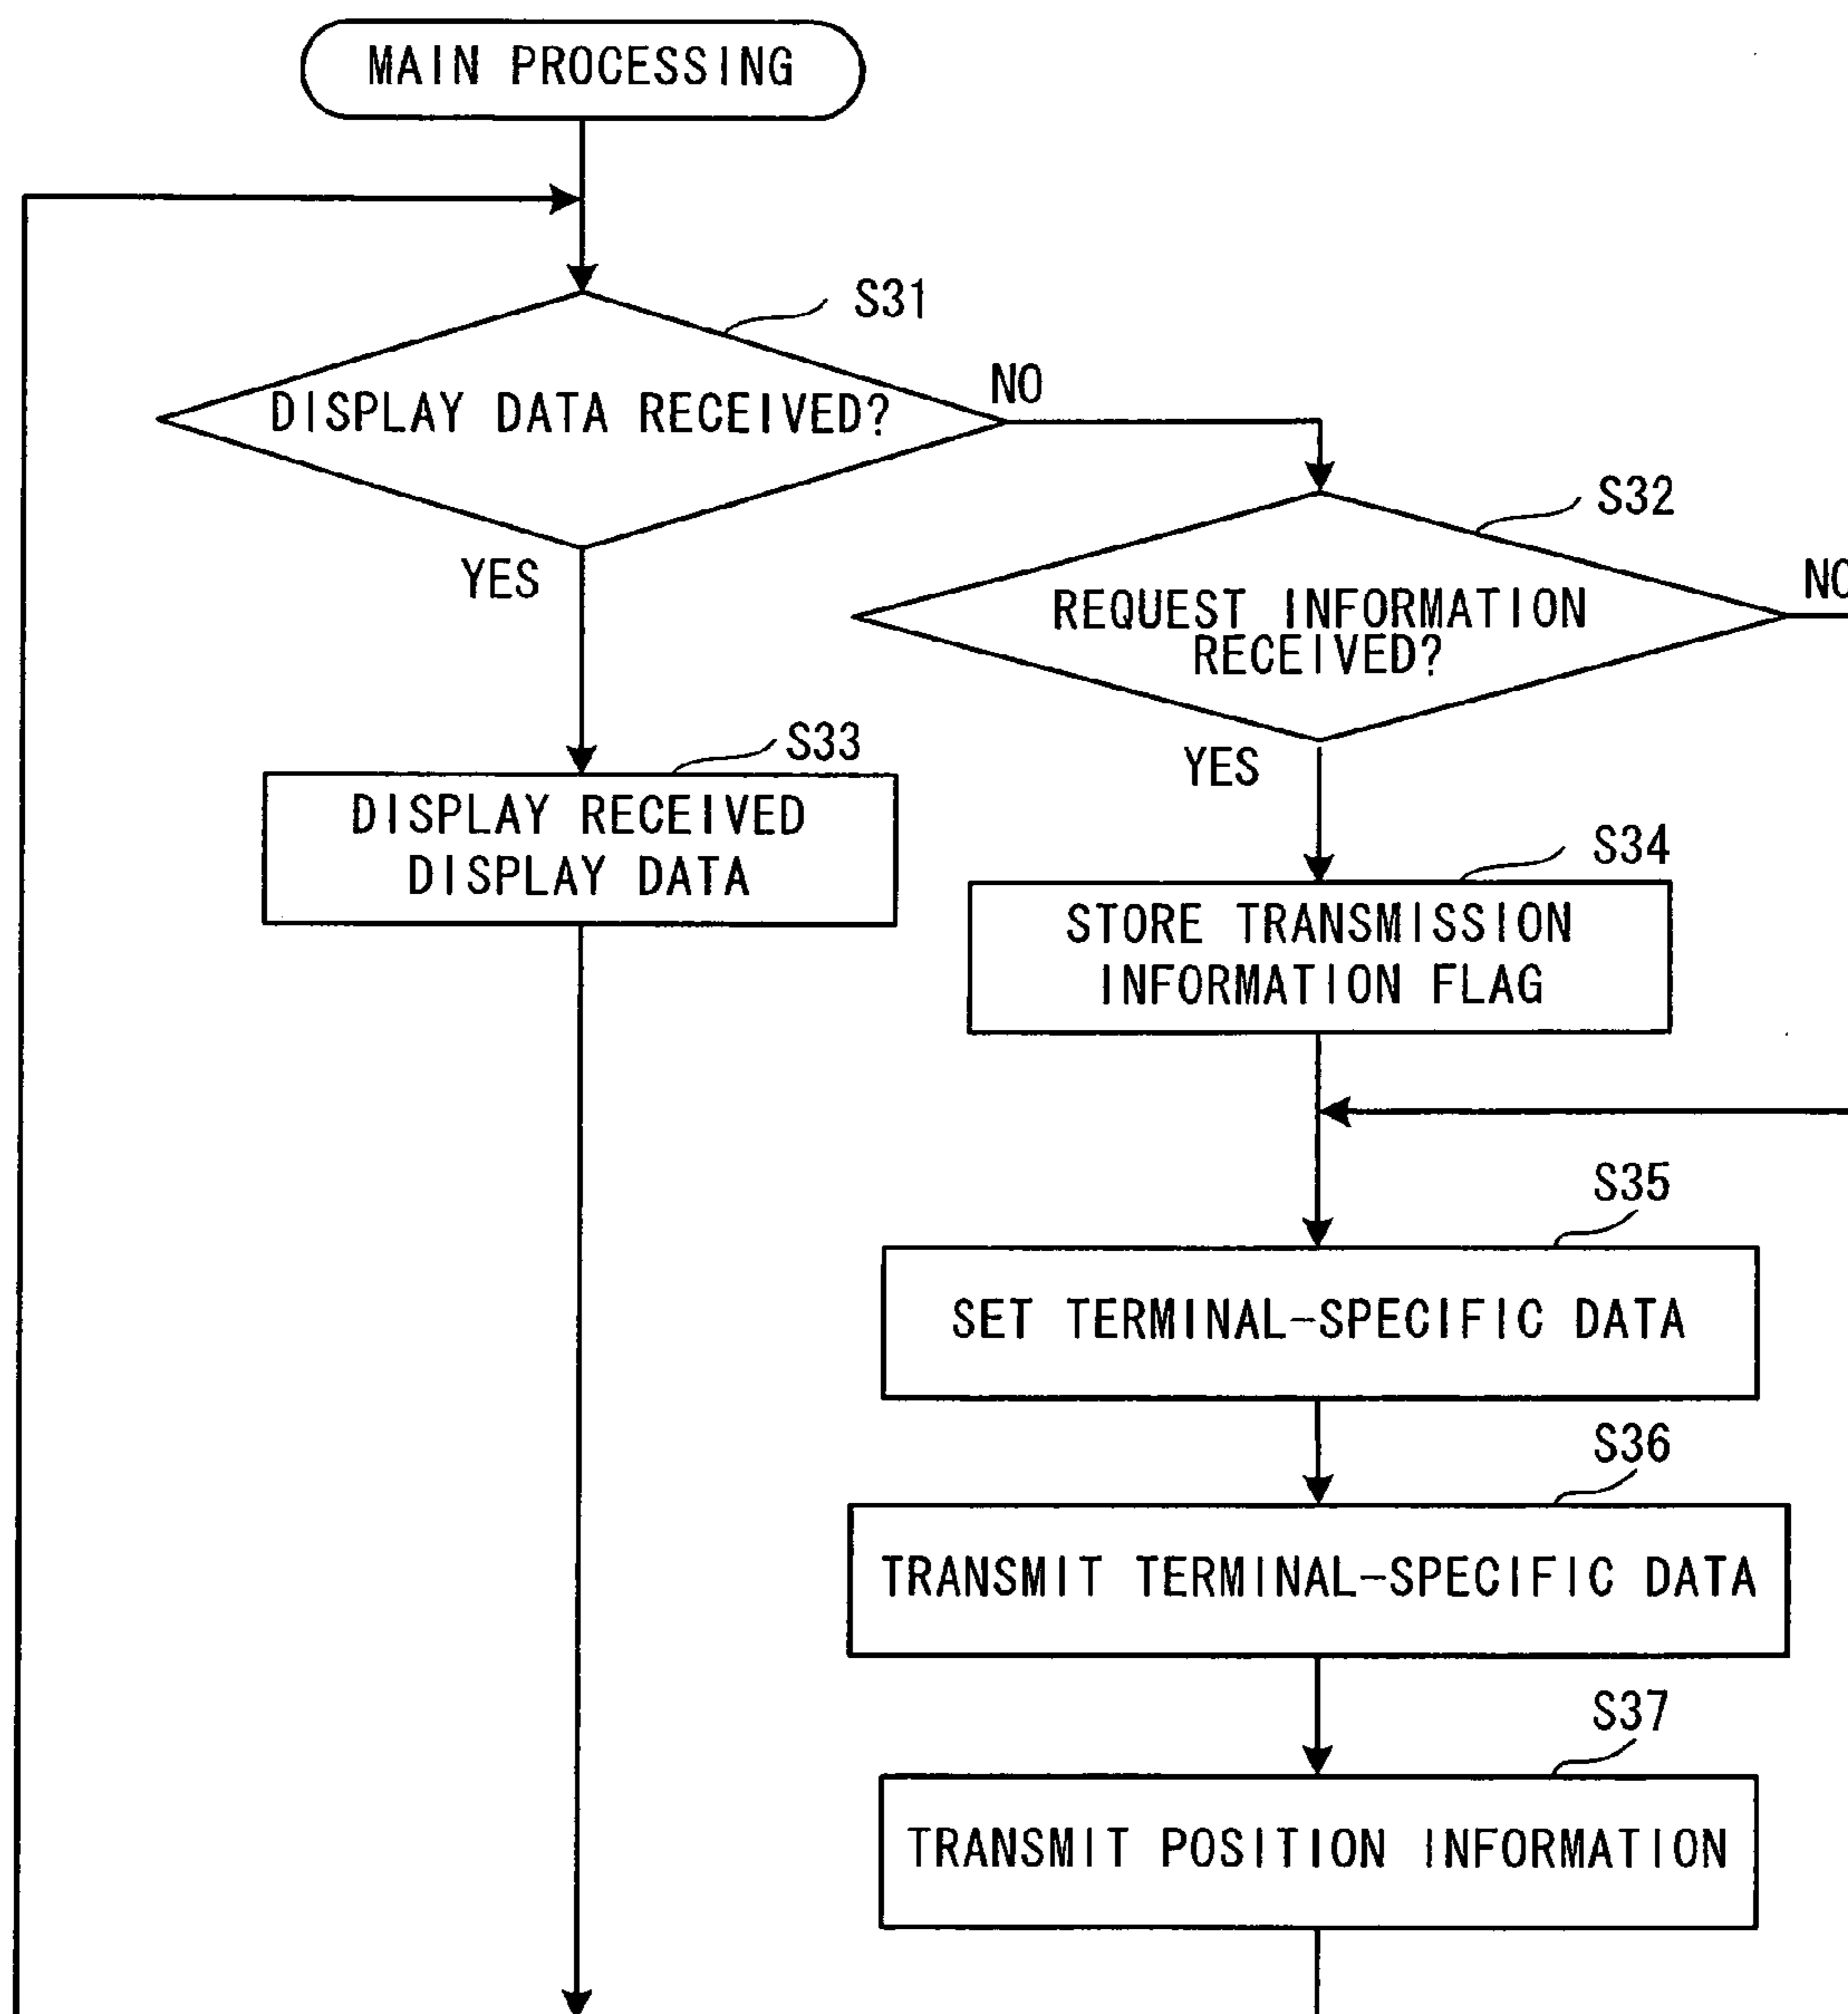 MAIN PROCESSING
S31
DISPLAY DATA RECEIVED?
NO
YES
S32
REQUEST INFORMATION
RECEIVED?
NO
YES
S33
DISPLAY RECEIVED
DISPLAY DATA
S34
STORE TRANSMISSION
INFORMATION FLAG
S35
SET TERMINAL-SPECIFIC DATA
S36
TRANSMIT TERMINAL-SPECIFIC DATA
S37
TRANSMIT POSITION INFORMATION